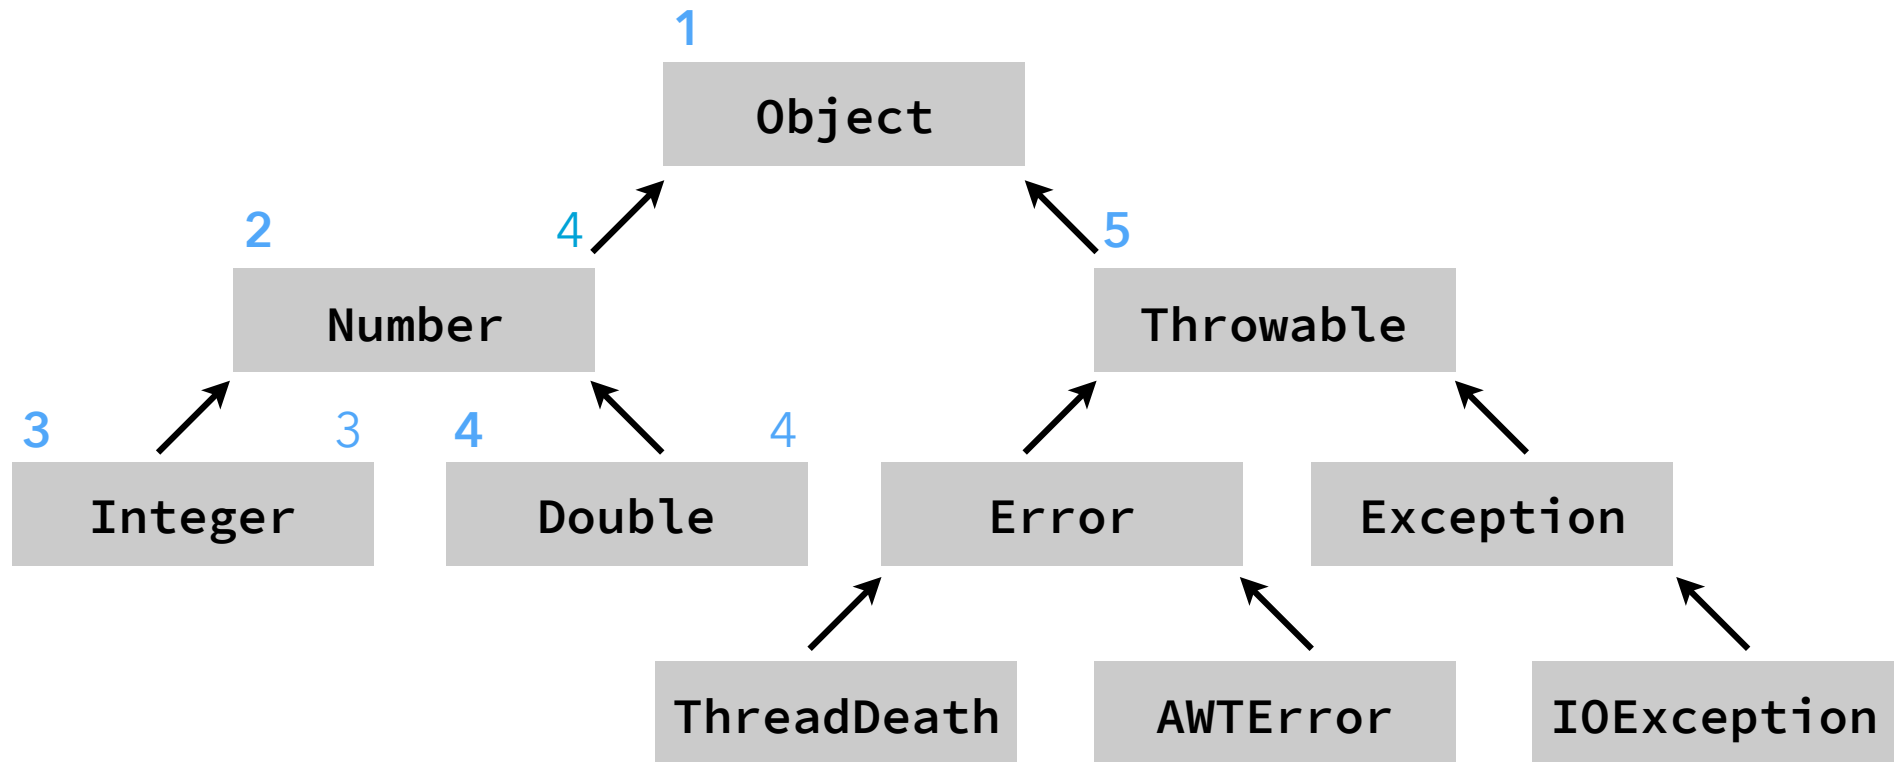 1
Object
2 4 5
Number Throwable
3 3 4 4
Integer Double Error Exception
ThreadDeath AWTError IOException